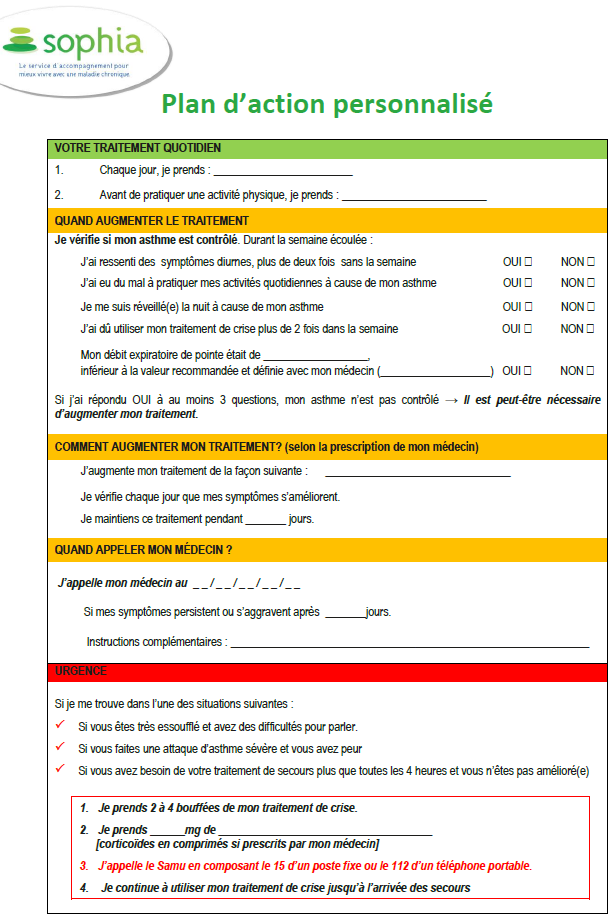 sophia
Le service d'accompagnement pour
mieux vivre avec une maladie chronique
Plan d'action personnalisé
VOTRE TRAITEMENT QUOTIDIEN
1. Chaque jour, je prends : _______________________
2. Avant de pratiquer une activité physique, je prends : ________________________
QUAND AUGMENTER LE TRAITEMENT
Je vérifie si mon asthme est contrôlé. Durant la semaine écoulée :
J'ai ressenti des symptômes diurnes, plus de deux fois sans la semaine OUI □ NON □
J'ai eu du mal à pratiquer mes activités quotidiennes à cause de mon asthme OUI □ NON □
Je me suis réveillé(e) la nuit à cause de mon asthme OUI □ NON □
J'ai dû utiliser mon traitement de crise plus de 2 fois dans la semaine OUI □ NON □
Mon débit expiratoire de pointe était de _________________,
inférieur à la valeur recommandée et définie avec mon médecin (__________________) OUI □ NON □
Si j'ai répondu OUI à au moins 3 questions, mon asthme n'est pas contrôlé → Il est peut-être nécessaire
d'augmenter mon traitement.
COMMENT AUGMENTER MON TRAITEMENT? (selon la prescription de mon médecin)
J'augmente mon traitement de la façon suivante : ______________________________
Je vérifie chaque jour que mes symptômes s'améliorent.
Je maintiens ce traitement pendant _______ jours.
QUAND APPELER MON MÉDECIN ?
J'appelle mon médecin au _ _ / _ _ / _ _ / _ _ / _ _
Si mes symptômes persistent ou s'aggravent après _______jours.
Instructions complémentaires : ____________________________________________________________
URGENCE
Si je me trouve dans l'une des situations suivantes :
✓ Si vous êtes très essoufflé et avez des difficultés pour parler.
✓ Si vous faites une attaque d'asthme sévère et vous avez peur
✓ Si vous avez besoin de votre traitement de secours plus que toutes les 4 heures et vous n'êtes pas amélioré(e)
1. Je prends 2 à 4 bouffées de mon traitement de crise.
2. Je prends ______mg de ___________________________________
[corticoïdes en comprimés si prescrits par mon médecin]
3. J'appelle le Samu en composant le 15 d'un poste fixe ou le 112 d'un téléphone portable.
4. Je continue à utiliser mon traitement de crise jusqu'à l'arrivée des secours